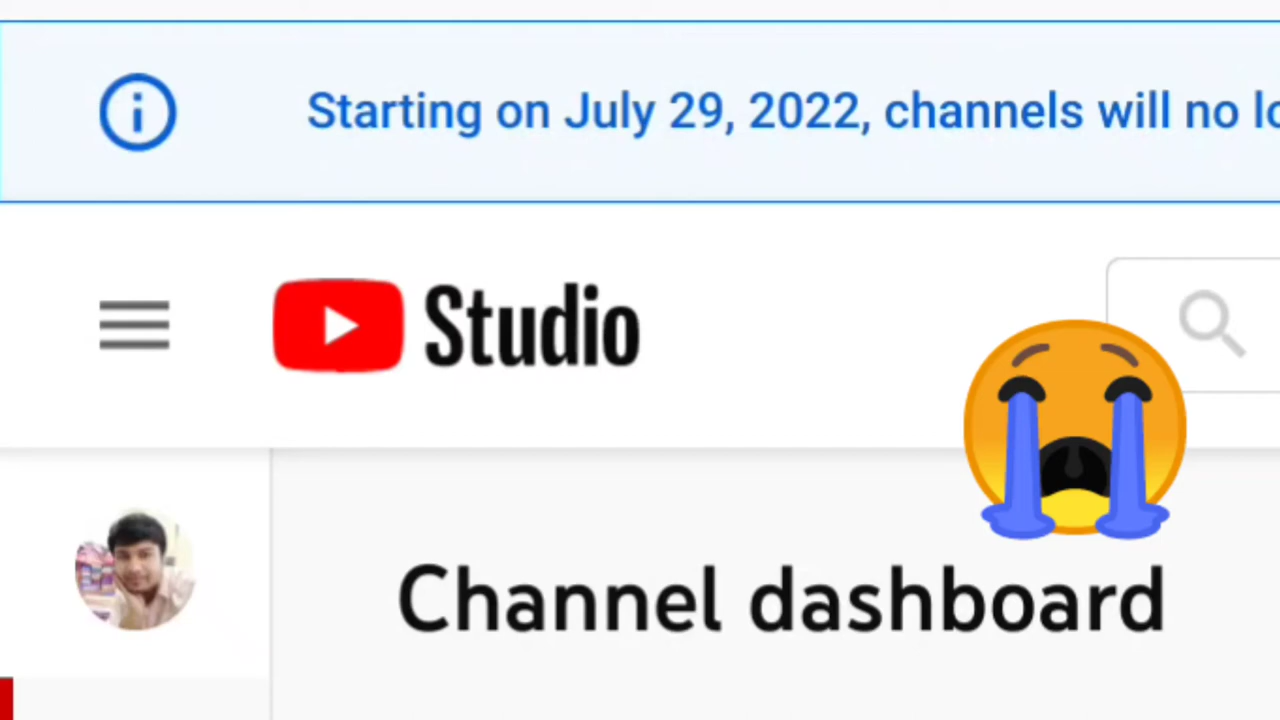 Starting on July 29, 2022, channels will no
Studio
Channel dashboard